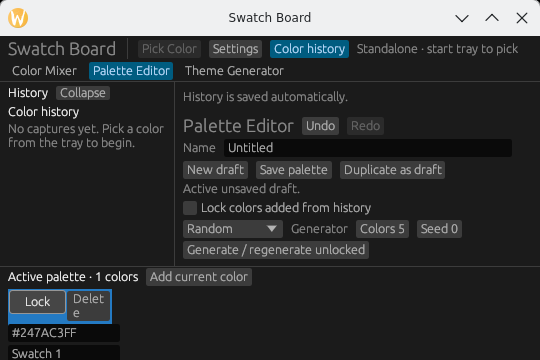 Swatch Board
Swatch Board Pick Color Settings Color history Standalone · start tray to pick
Color Mixer Palette Editor Theme Generator
History Collapse
Color history
No captures yet. Pick a color
from the tray to begin.
History is saved automatically.
Palette Editor Undo Redo
Name Untitled
New draft Save palette Duplicate as draft
Active unsaved draft.
Lock colors added from history
Random Generator Colors 5 Seed 0
Generate / regenerate unlocked
Active palette · 1 colors Add current color
Lock Delet
e
#247AC3FF
Swatch 1